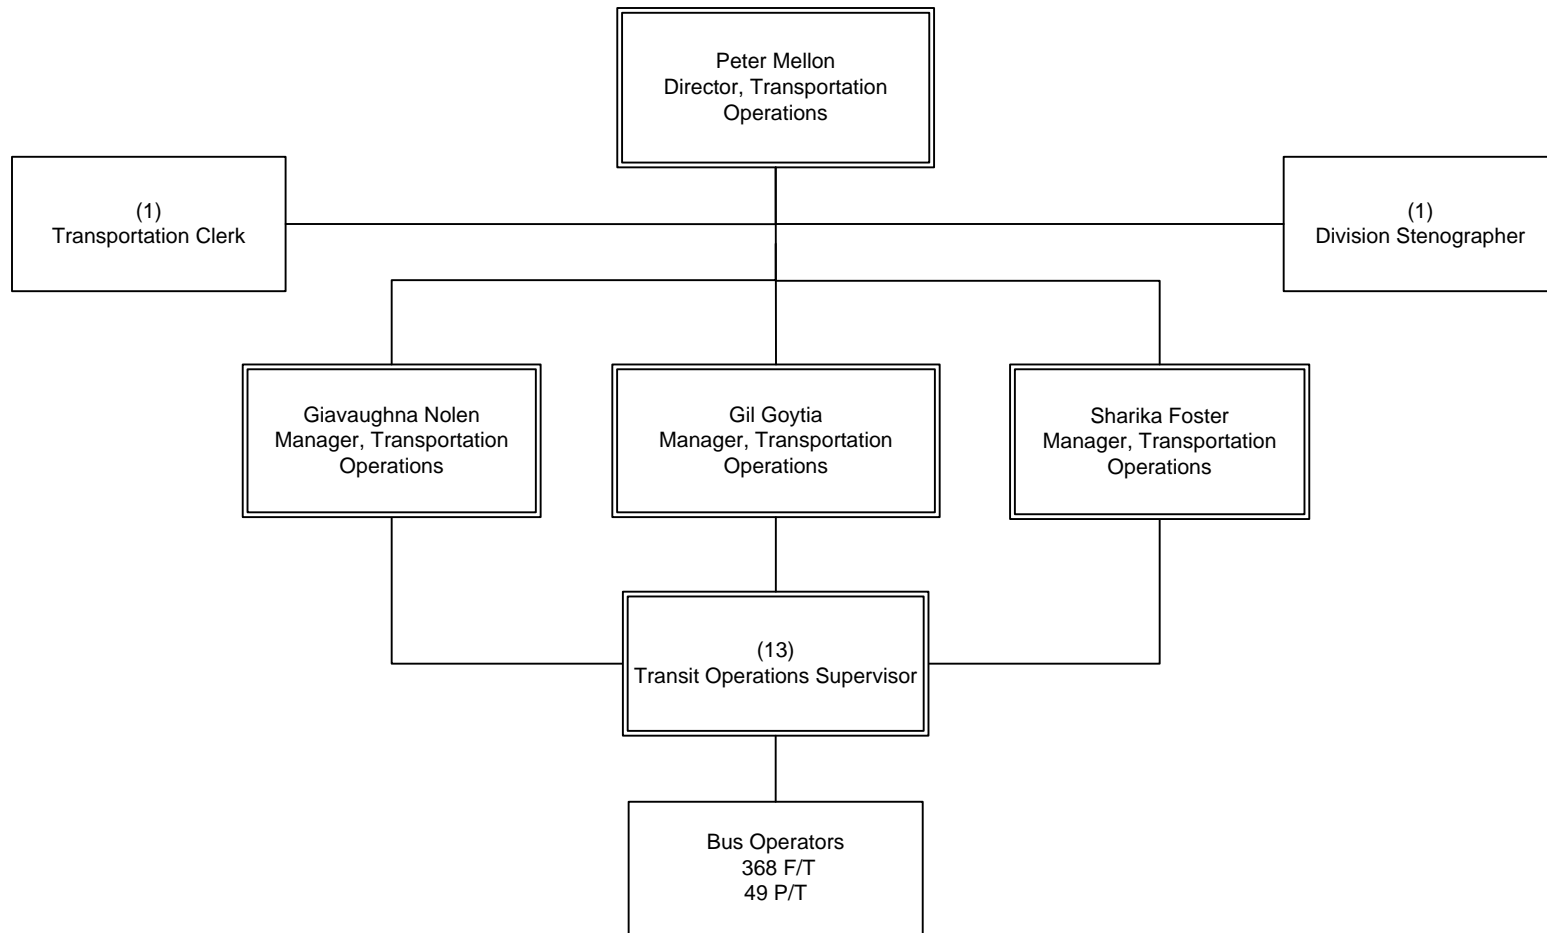 Peter Mellon
Director, Transportation
Operations
(1)
Transportation Clerk
(1)
Division Stenographer
Giavaughna Nolen
Manager, Transportation
Operations
Gil Goytia
Manager, Transportation
Operations
Sharika Foster
Manager, Transportation
Operations
(13)
Transit Operations Supervisor
Bus Operators
368 F/T
49 P/T